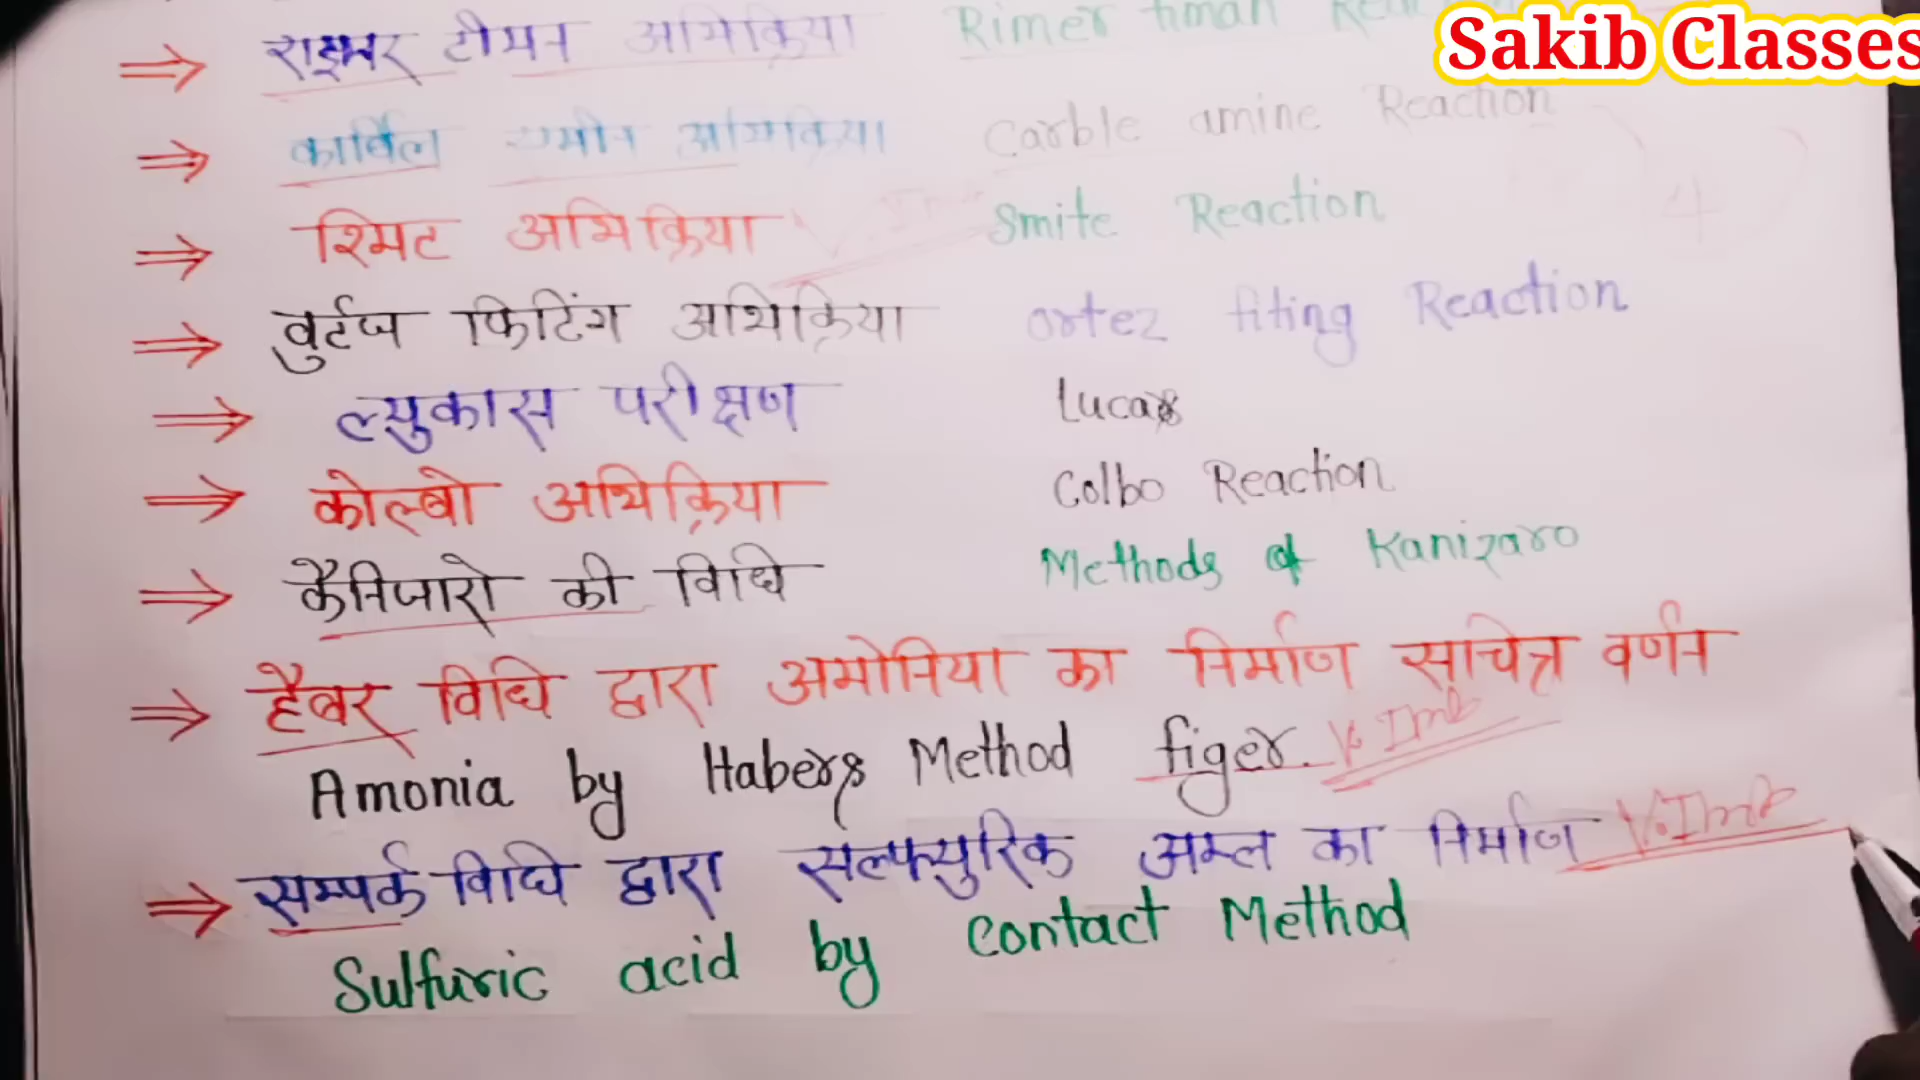 Sakib Classes
⇒ राइमर टीमन अभिक्रिया Rimer timan
⇒ कार्बिल एमीन अभिक्रिया Carble amine Reaction
⇒ श्मिट अभिक्रिया Smite Reaction
⇒ वुर्टज फिटिंग अभिक्रिया ortez fiting Reaction
⇒ ल्युकास परीक्षण Lucas
⇒ कोल्बो अभिक्रिया Colbo Reaction
⇒ कैनिजारो की विधि Methods of Kanizaro
⇒ हैबर विधि द्वारा अमोनिया का निर्माण सचित्र वर्णन
Amonia by Habers Method figer. V. Imp
⇒ सम्पर्क विधि द्वारा सल्फ्युरिक अम्ल का निर्माण V. Imp
Sulfuric acid by Contact Method